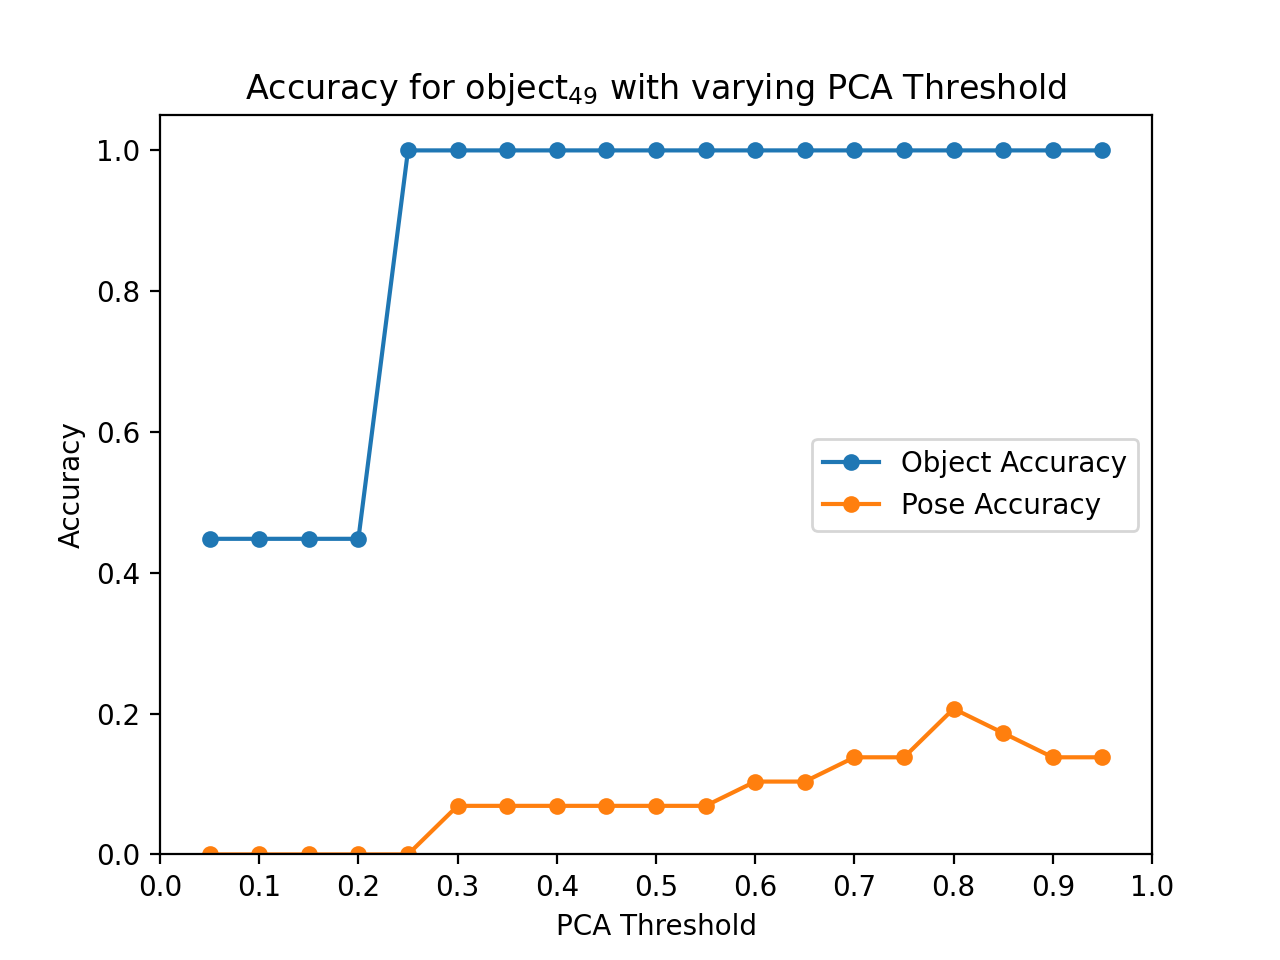 Accuracy for object₄₉ with varying PCA Threshold
1.0
0.8
0.6
0.4
0.2
0.0
Accuracy
Object Accuracy
Pose Accuracy
0.0 0.1 0.2 0.3 0.4 0.5 0.6 0.7 0.8 0.9 1.0
PCA Threshold